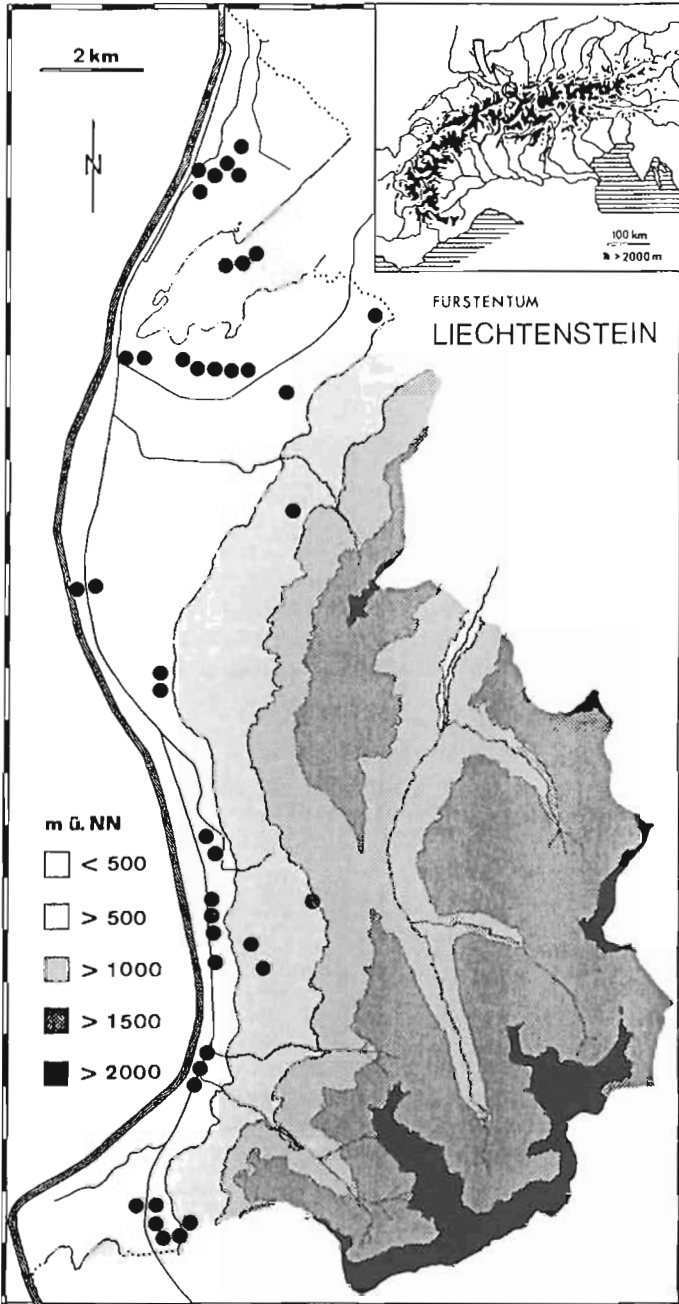 2 km
N
100 km
> 2000 m
FÜRSTENTUM
LIECHTENSTEIN
m ü. NN
< 500
> 500
> 1000
> 1500
> 2000